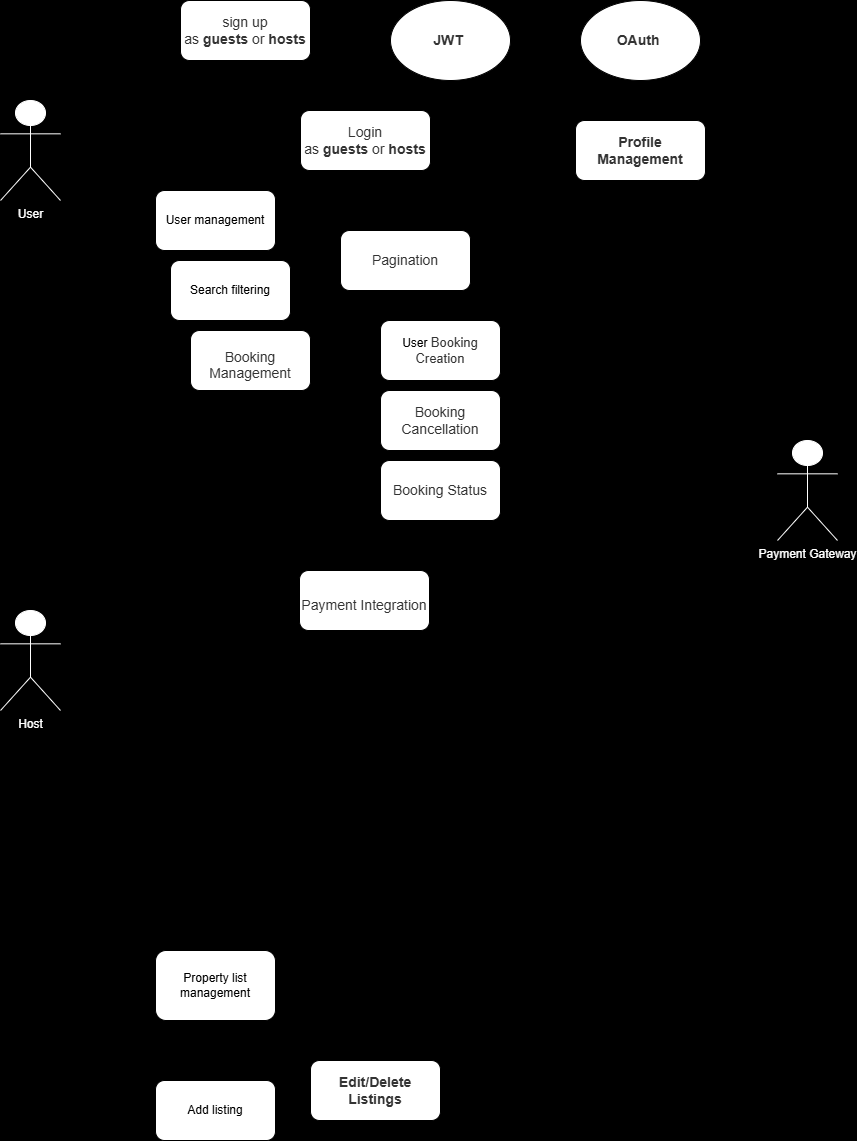 sign up
as guests or hosts
JWT
OAuth
Login
as guests or hosts
Profile
Management
User
User management
Pagination
Search filtering
User Booking
Creation
Booking
Management
Booking
Cancellation
Booking Status
Payment Gateway
Payment Integration
Host
Property list
management
Edit/Delete
Listings
Add listing